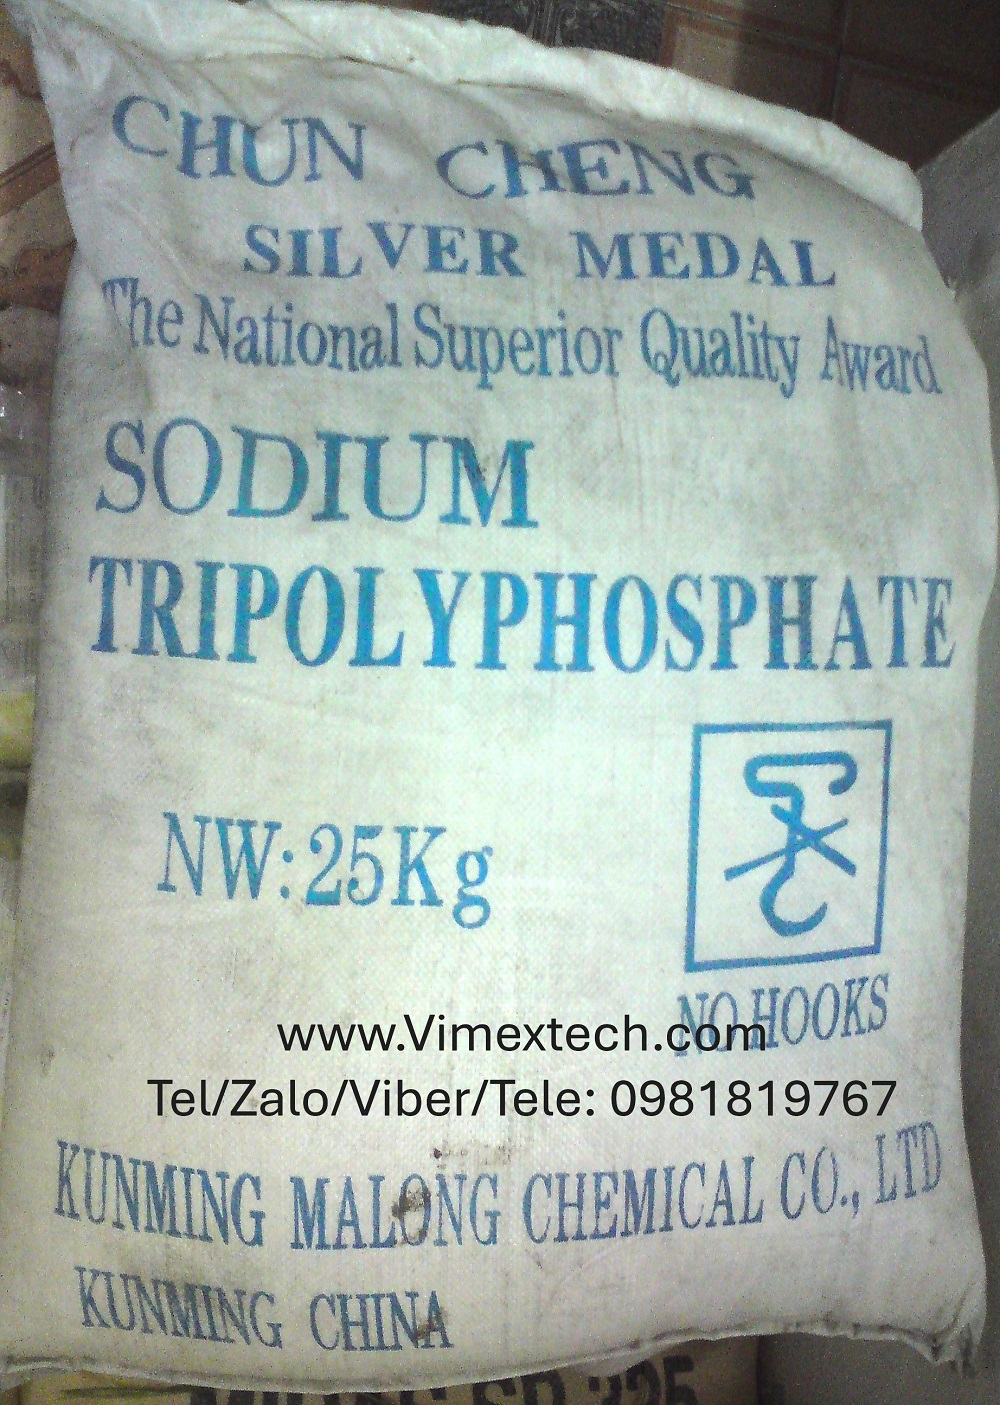 CHUN CHENG
SILVER MEDAL
The National Superior Quality Award
SODIUM
TRIPOLYPHOSPHATE
NW:25Kg
NO HOOKS
www.Vimextech.com
Tel/Zalo/Viber/Tele: 0981819767
KUNMING MALONG CHEMICAL CO., LTD
KUNMING CHINA